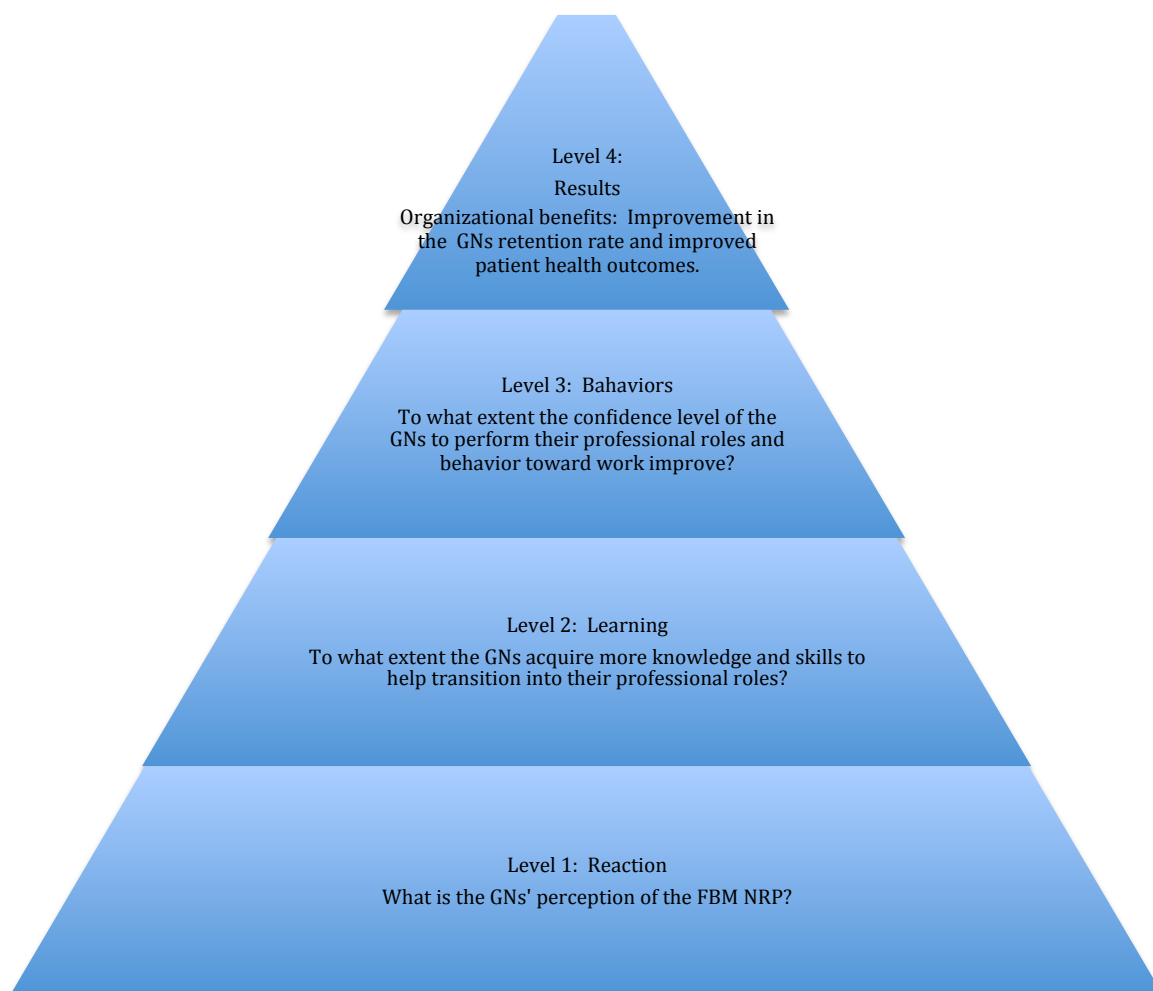 Level 4:
Results
Organizational benefits:  Improvement in
the  GNs retention rate and improved
patient health outcomes.
Level 3:  Bahaviors
To what extent the confidence level of the
GNs to perform their professional roles and
behavior toward work improve?
Level 2:  Learning
To what extent the GNs acquire more knowledge and skills to
help transition into their professional roles?
Level 1:  Reaction
What is the GNs' perception of the FBM NRP?